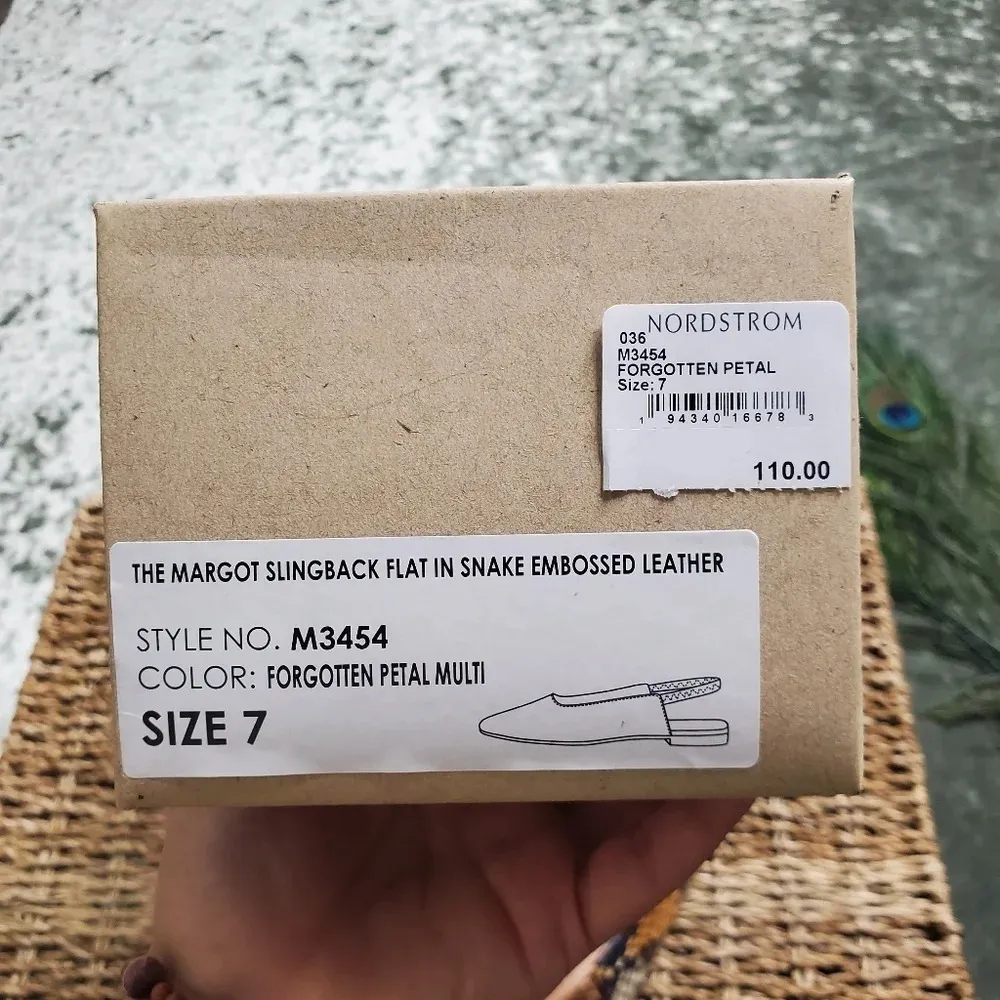 NORDSTROM
036
M3454
FORGOTTEN PETAL
Size: 7
1 94340 16678 3
110.00
THE MARGOT SLINGBACK FLAT IN SNAKE EMBOSSED LEATHER
STYLE NO. M3454
COLOR: FORGOTTEN PETAL MULTI
SIZE 7